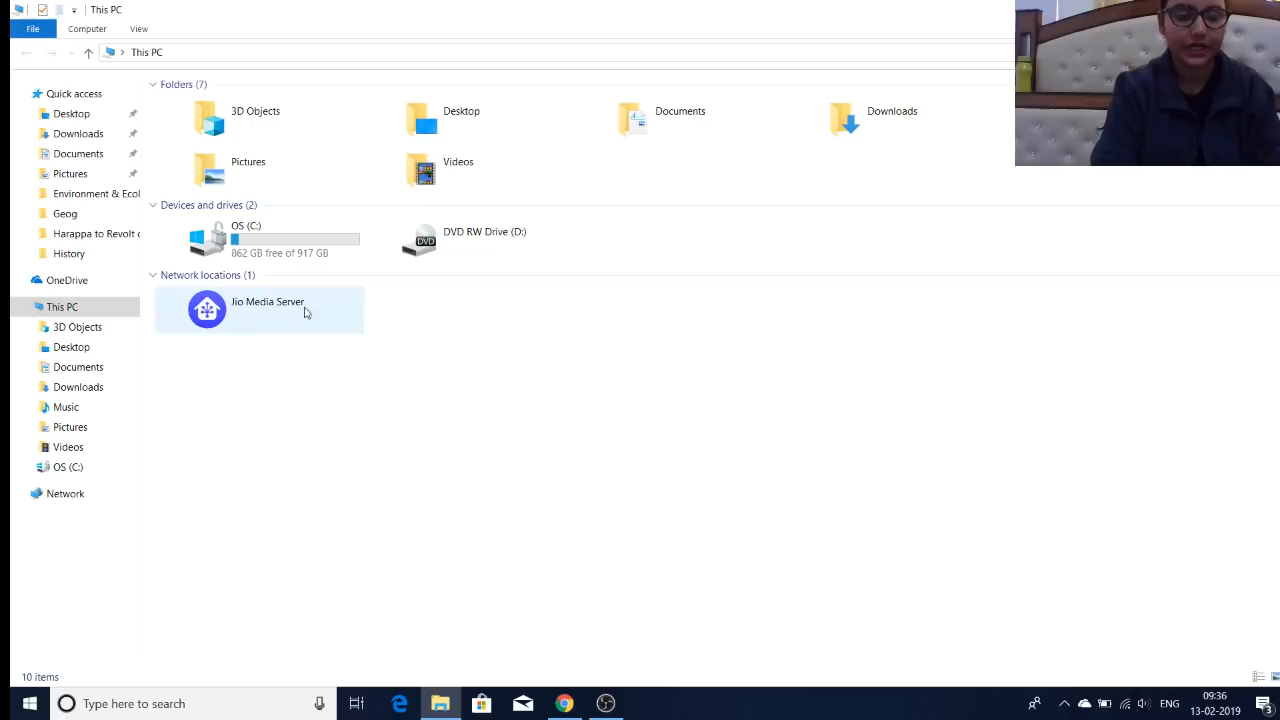 This PC
File Computer View
This PC
Quick access
Desktop
Downloads
Documents
Pictures
Environment & Ecol
Geog
Harappa to Revolt o
History
OneDrive
This PC
3D Objects
Desktop
Documents
Downloads
Music
Pictures
Videos
OS (C:)
Network
Folders (7)
3D Objects
Desktop
Documents
Downloads
Pictures
Videos
Devices and drives (2)
OS (C:)
862 GB free of 917 GB
DVD
DVD RW Drive (D:)
Network locations (1)
Jio Media Server
10 items
Type here to search
ENG
09:36
13-02-2019
3